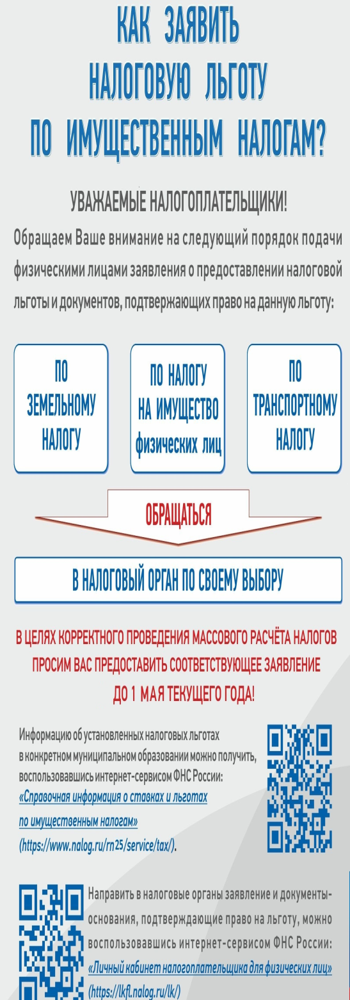 КАК ЗАЯВИТЬ
НАЛОГОВУЮ ЛЬГОТУ
ПО ИМУЩЕСТВЕННЫМ НАЛОГАМ?
УВАЖАЕМЫЕ НАЛОГОПЛАТЕЛЬЩИКИ!
Обращаем Ваше внимание на следующий порядок подачи
физическими лицами заявления о предоставлении налоговой
льготы и документов, подтвержающих право на данную льготу:
ПО
ЗЕМЕЛЬНОМУ
НАЛОГУ
ПО НАЛОГУ
НА ИМУЩЕСТВО
физических лиц
ПО
ТРАНСПОРТНОМУ
НАЛОГУ
ОБРАЩАТЬСЯ
В НАЛОГОВЫЙ ОРГАН ПО СВОЕМУ ВЫБОРУ
В ЦЕЛЯХ КОРРЕКТНОГО ПРОВЕДЕНИЯ МАССОВОГО РАСЧЁТА НАЛОГОВ
ПРОСИМ ВАС ПРЕДОСТАВИТЬ СООТВЕТСТВУЮЩЕЕ ЗАЯВЛЕНИЕ
ДО 1 МАЯ ТЕКУЩЕГО ГОДА!
Информацию об установленных налоговых льготах
в конкретном муниципальном образовании можно получить,
воспользовавшись интернет-сервисом ФНС России:
«Справочная информация о ставках и льготах
по имущественным налогам»
(https://www.nalog.ru/rn25/service/tax/).
Направить в налоговые органы заявление и документы-
основания, подтверждающие право на льготу, можно
воспользовавшись интернет-сервисом ФНС России:
«Личный кабинет налогоплательщика для физических лиц»
(https://lkfl.nalog.ru/lk/)